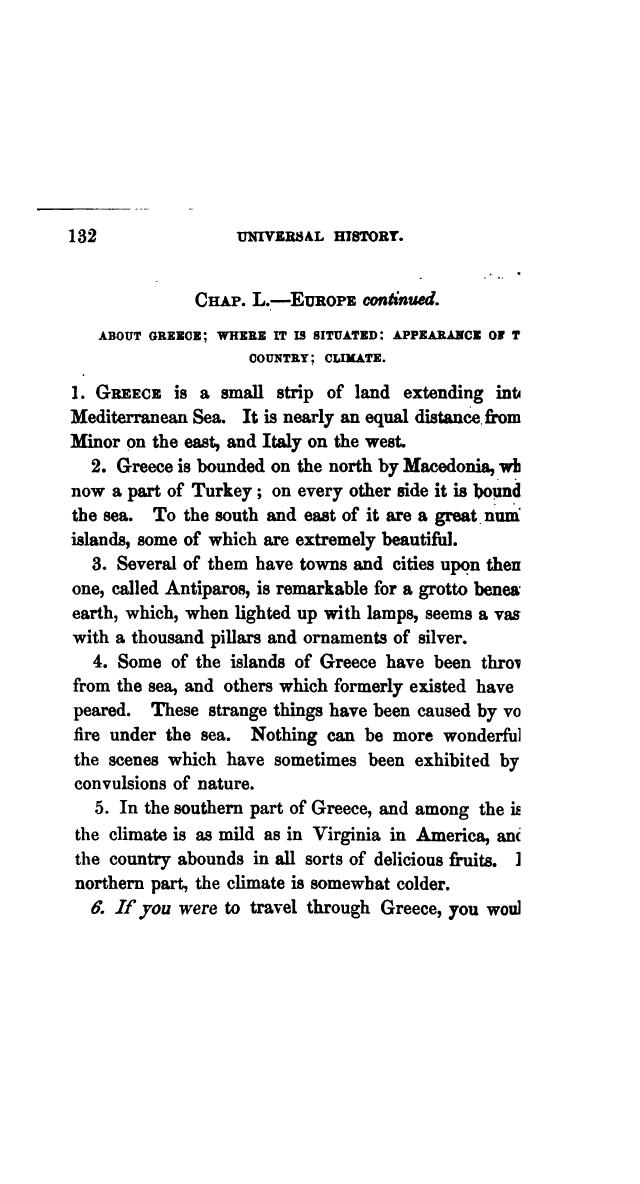 132 UNIVERSAL HISTORY.
CHAP. L.—EUROPE continued.
ABOUT GREECE; WHERE IT IS SITUATED: APPEARANCE OF T
COUNTRY; CLIMATE.
1. GREECE is a small strip of land extending int
Mediterranean Sea. It is nearly an equal distance from
Minor on the east, and Italy on the west.
2. Greece is bounded on the north by Macedonia, wh
now a part of Turkey; on every other side it is bound
the sea. To the south and east of it are a great num
islands, some of which are extremely beautiful.
3. Several of them have towns and cities upon them
one, called Antiparos, is remarkable for a grotto benea
earth, which, when lighted up with lamps, seems a vas
with a thousand pillars and ornaments of silver.
4. Some of the islands of Greece have been throw
from the sea, and others which formerly existed have
peared. These strange things have been caused by vo
fire under the sea. Nothing can be more wonderful
the scenes which have sometimes been exhibited by
convulsions of nature.
5. In the southern part of Greece, and among the is
the climate is as mild as in Virginia in America, and
the country abounds in all sorts of delicious fruits. I
northern part, the climate is somewhat colder.
6. If you were to travel through Greece, you woul